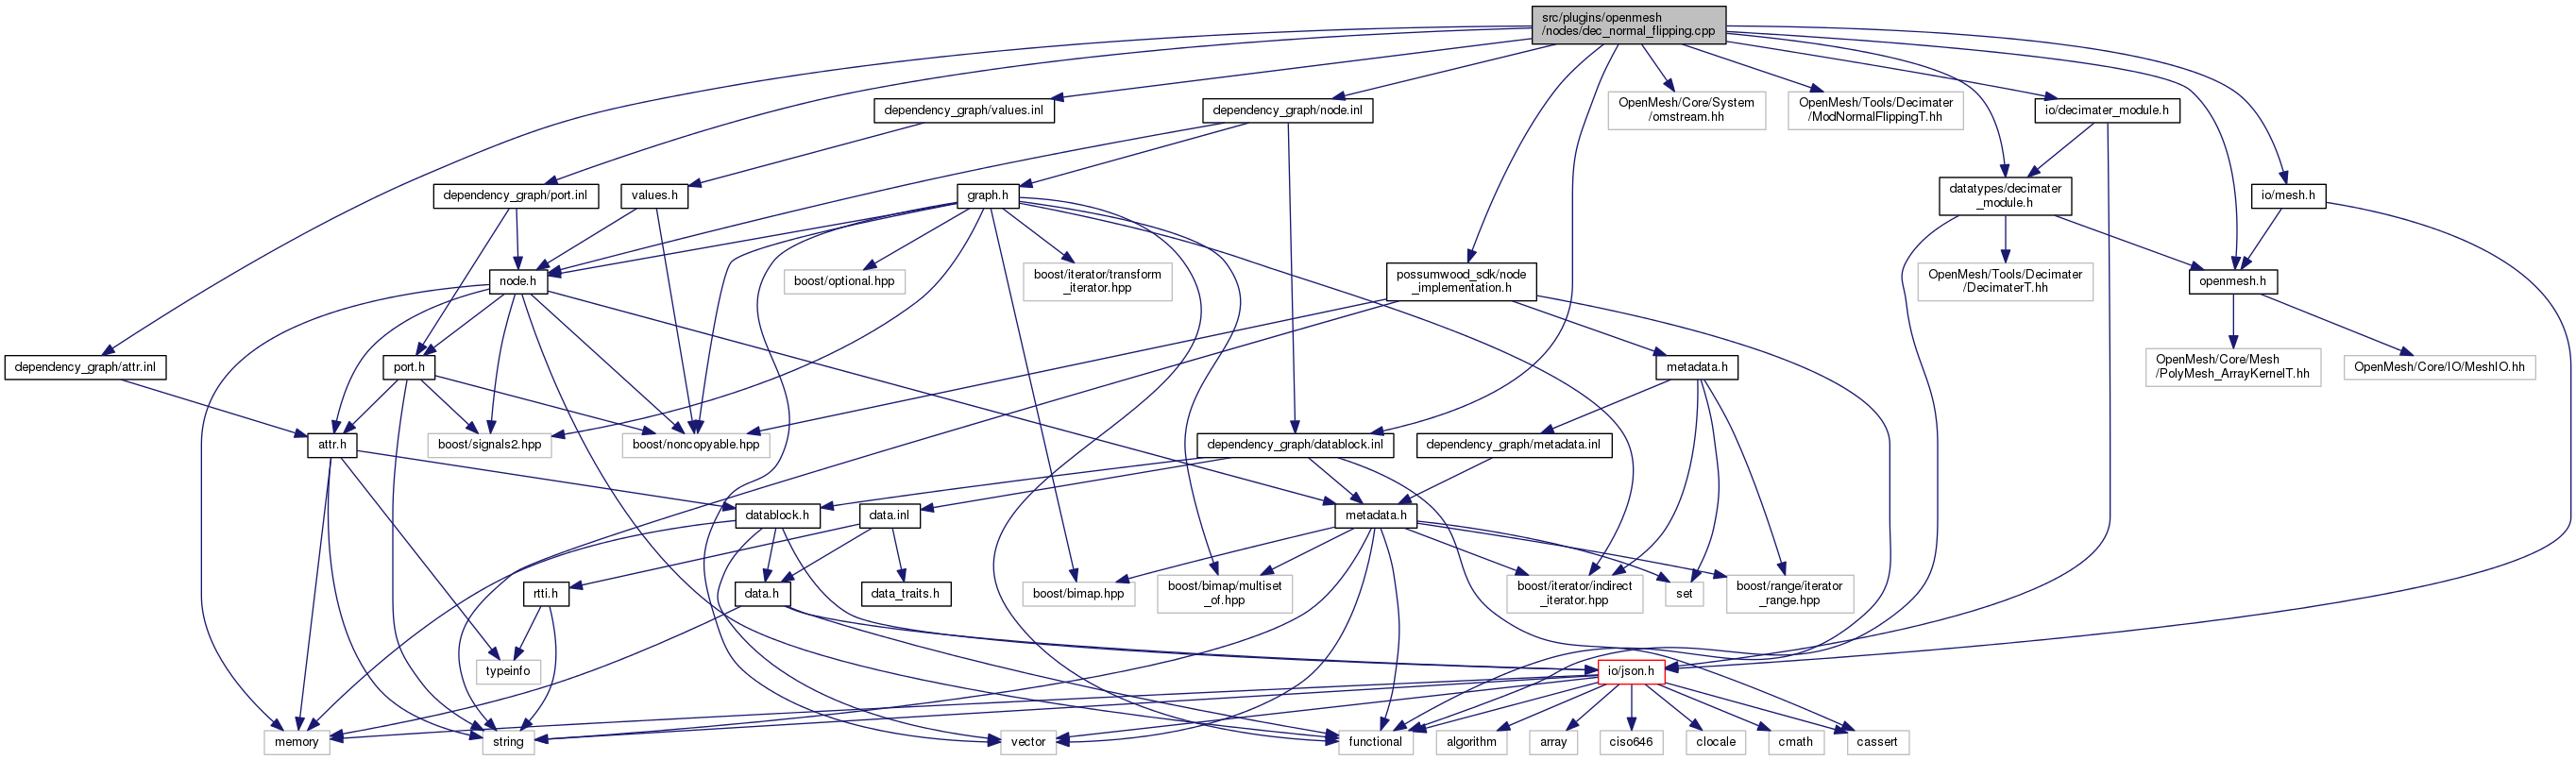 src/plugins/openmesh
/nodes/dec_normal_flipping.cpp
dependency_graph/values.inl
dependency_graph/node.inl
OpenMesh/Core/System
/omstream.hh
OpenMesh/Tools/Decimater
/ModNormalFlippingT.hh
io/decimater_module.h
dependency_graph/port.inl
values.h
graph.h
datatypes/decimater
_module.h
io/mesh.h
node.h
boost/optional.hpp
boost/iterator/transform
_iterator.hpp
possumwood_sdk/node
_implementation.h
OpenMesh/Tools/Decimater
/DecimaterT.hh
openmesh.h
dependency_graph/attr.inl
port.h
metadata.h
OpenMesh/Core/Mesh
/PolyMesh_ArrayKernelT.hh
OpenMesh/Core/IO/MeshIO.hh
attr.h
boost/signals2.hpp
boost/noncopyable.hpp
dependency_graph/datablock.inl
dependency_graph/metadata.inl
datablock.h
data.inl
metadata.h
rtti.h
data.h
data_traits.h
boost/bimap.hpp
boost/bimap/multiset
_of.hpp
boost/iterator/indirect
_iterator.hpp
set
boost/range/iterator
_range.hpp
typeinfo
io/json.h
memory
string
vector
functional
algorithm
array
ciso646
clocale
cmath
cassert